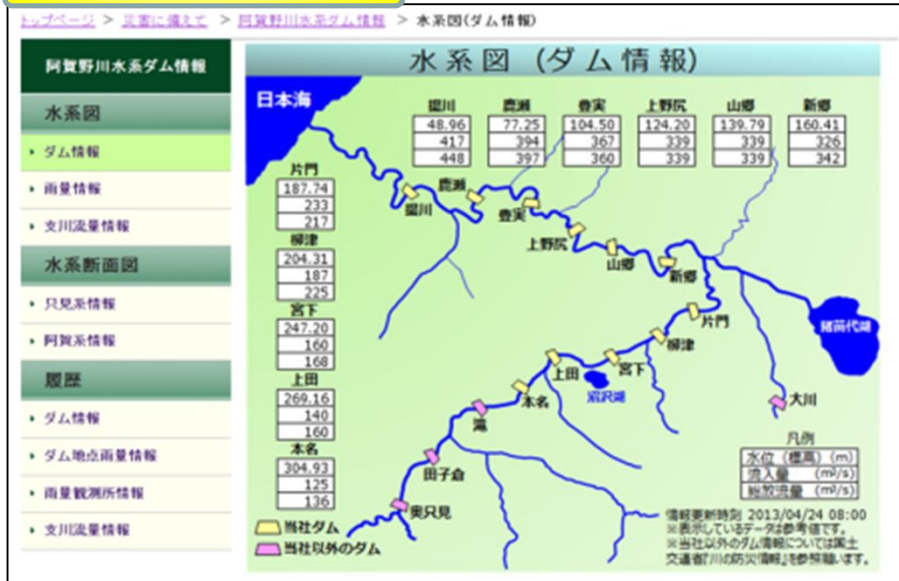 トップページ > 災害に備えて > 阿賀野川水系ダム情報 > 水系図(ダム情報)
阿賀野川水系ダム情報
水系図
ダム情報
雨量情報
支川流量情報
水系断面図
只見系情報
阿賀系情報
履歴
ダム情報
ダム地点雨量情報
雨量観測所情報
支川流量情報
水系図（ダム情報）
日本海
揚川
48.96
417
448
鹿瀬
77.25
394
397
豊実
104.50
367
360
上野尻
124.20
339
339
山郷
139.79
339
339
新郷
160.41
326
342
片門
187.74
233
217
柳津
204.31
187
225
宮下
247.20
160
168
上田
269.16
140
160
本名
304.93
125
136
揚川
鹿瀬
豊実
上野尻
山郷
新郷
片門
柳津
宮下
上田
沼沢湖
本名
滝
田子倉
奥只見
猪苗代湖
大川
当社ダム
当社以外のダム
凡例
水位（標高）(m)
流入量 (m³/s)
総放流量 (m³/s)
情報更新時刻 2013/04/24 08:00
※表示しているデータは参考値です。
※当社以外のダム情報については国土
交通省『川の防災情報』を参照願います。